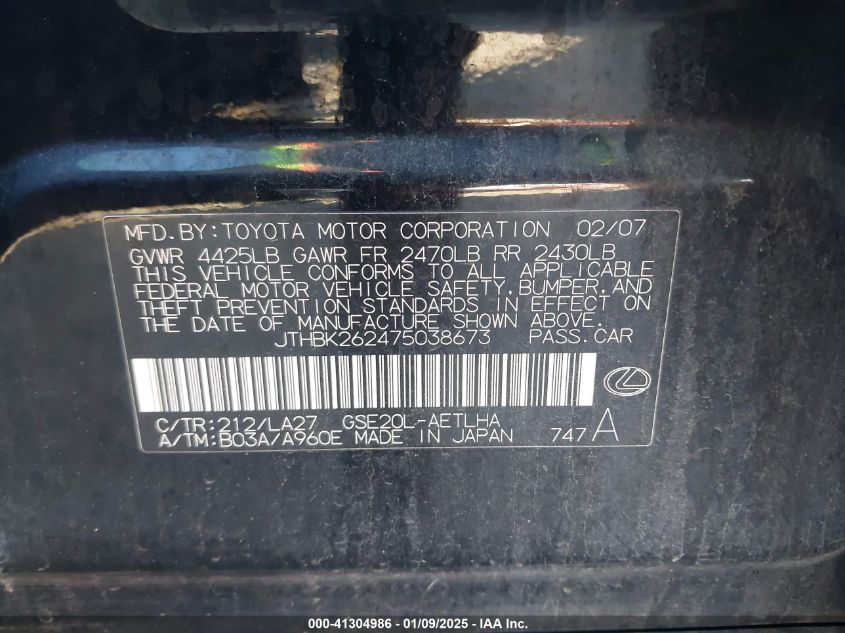 MFD.BY:TOYOTA MOTOR CORPORATION 02/07
GVWR 4425LB GAWR FR 2470LB RR 2430LB
THIS VEHICLE CONFORMS TO ALL APPLICABLE
FEDERAL MOTOR VEHICLE SAFETY,BUMPER,AND
THEFT PREVENTION STANDARDS IN EFFECT ON
THE DATE OF MANUFACTURE SHOWN ABOVE.
JTHBK262475038673 PASS.CAR
C/TR:212/LA27 GSE20L-AETLHA
A/TM:B03A/A960E MADE IN JAPAN 747 A
000-41304986 - 01/09/2025 - IAA Inc.